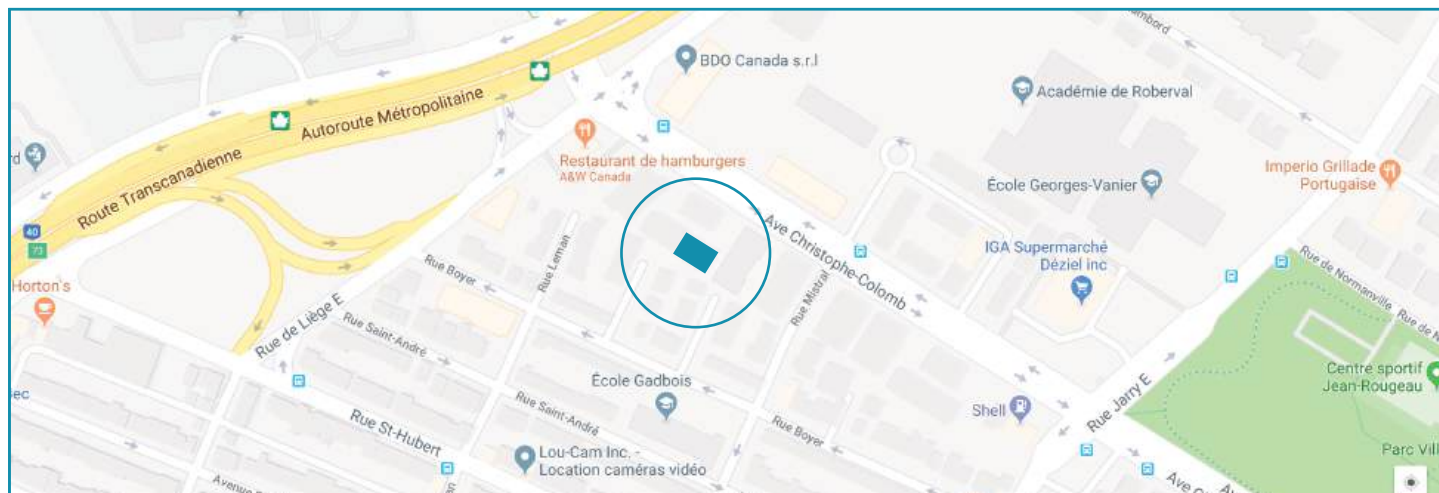 ambord
BDO Canada s.r.l
Académie de Roberval
Autoroute Métropolitaine
Route Transcanadienne
Restaurant de hamburgers
A&W Canada
Imperio Grillade
Portugaise
École Georges-Vanier
40
Ave Christophe-Colomb
IGA Supermarché
Déziel inc
Rue de Normanville
Rue de N
Horton's
Rue Boyer
Rue Leman
Rue Mistral
Rue de Liège E
Rue Saint-André
École Gadbois
Centre sportif
Jean-Rougeau
Rue Jarry E
Shell
Rue Saint-André
Rue St-Hubert
Rue Boyer
Lou-Cam Inc. -
Location caméras vidéo
Parc Vill
Avenue
Ave